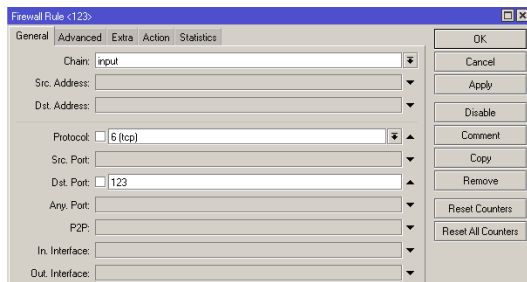 Firewall Rule <123>
General Advanced Extra Action Statistics
Chain: input
Src. Address:
Dst. Address:
Protocol: 6 (tcp)
Src. Port:
Dst. Port: 123
Any. Port:
P2P:
In. Interface:
Out. Interface:
OK
Cancel
Apply
Disable
Comment
Copy
Remove
Reset Counters
Reset All Counters